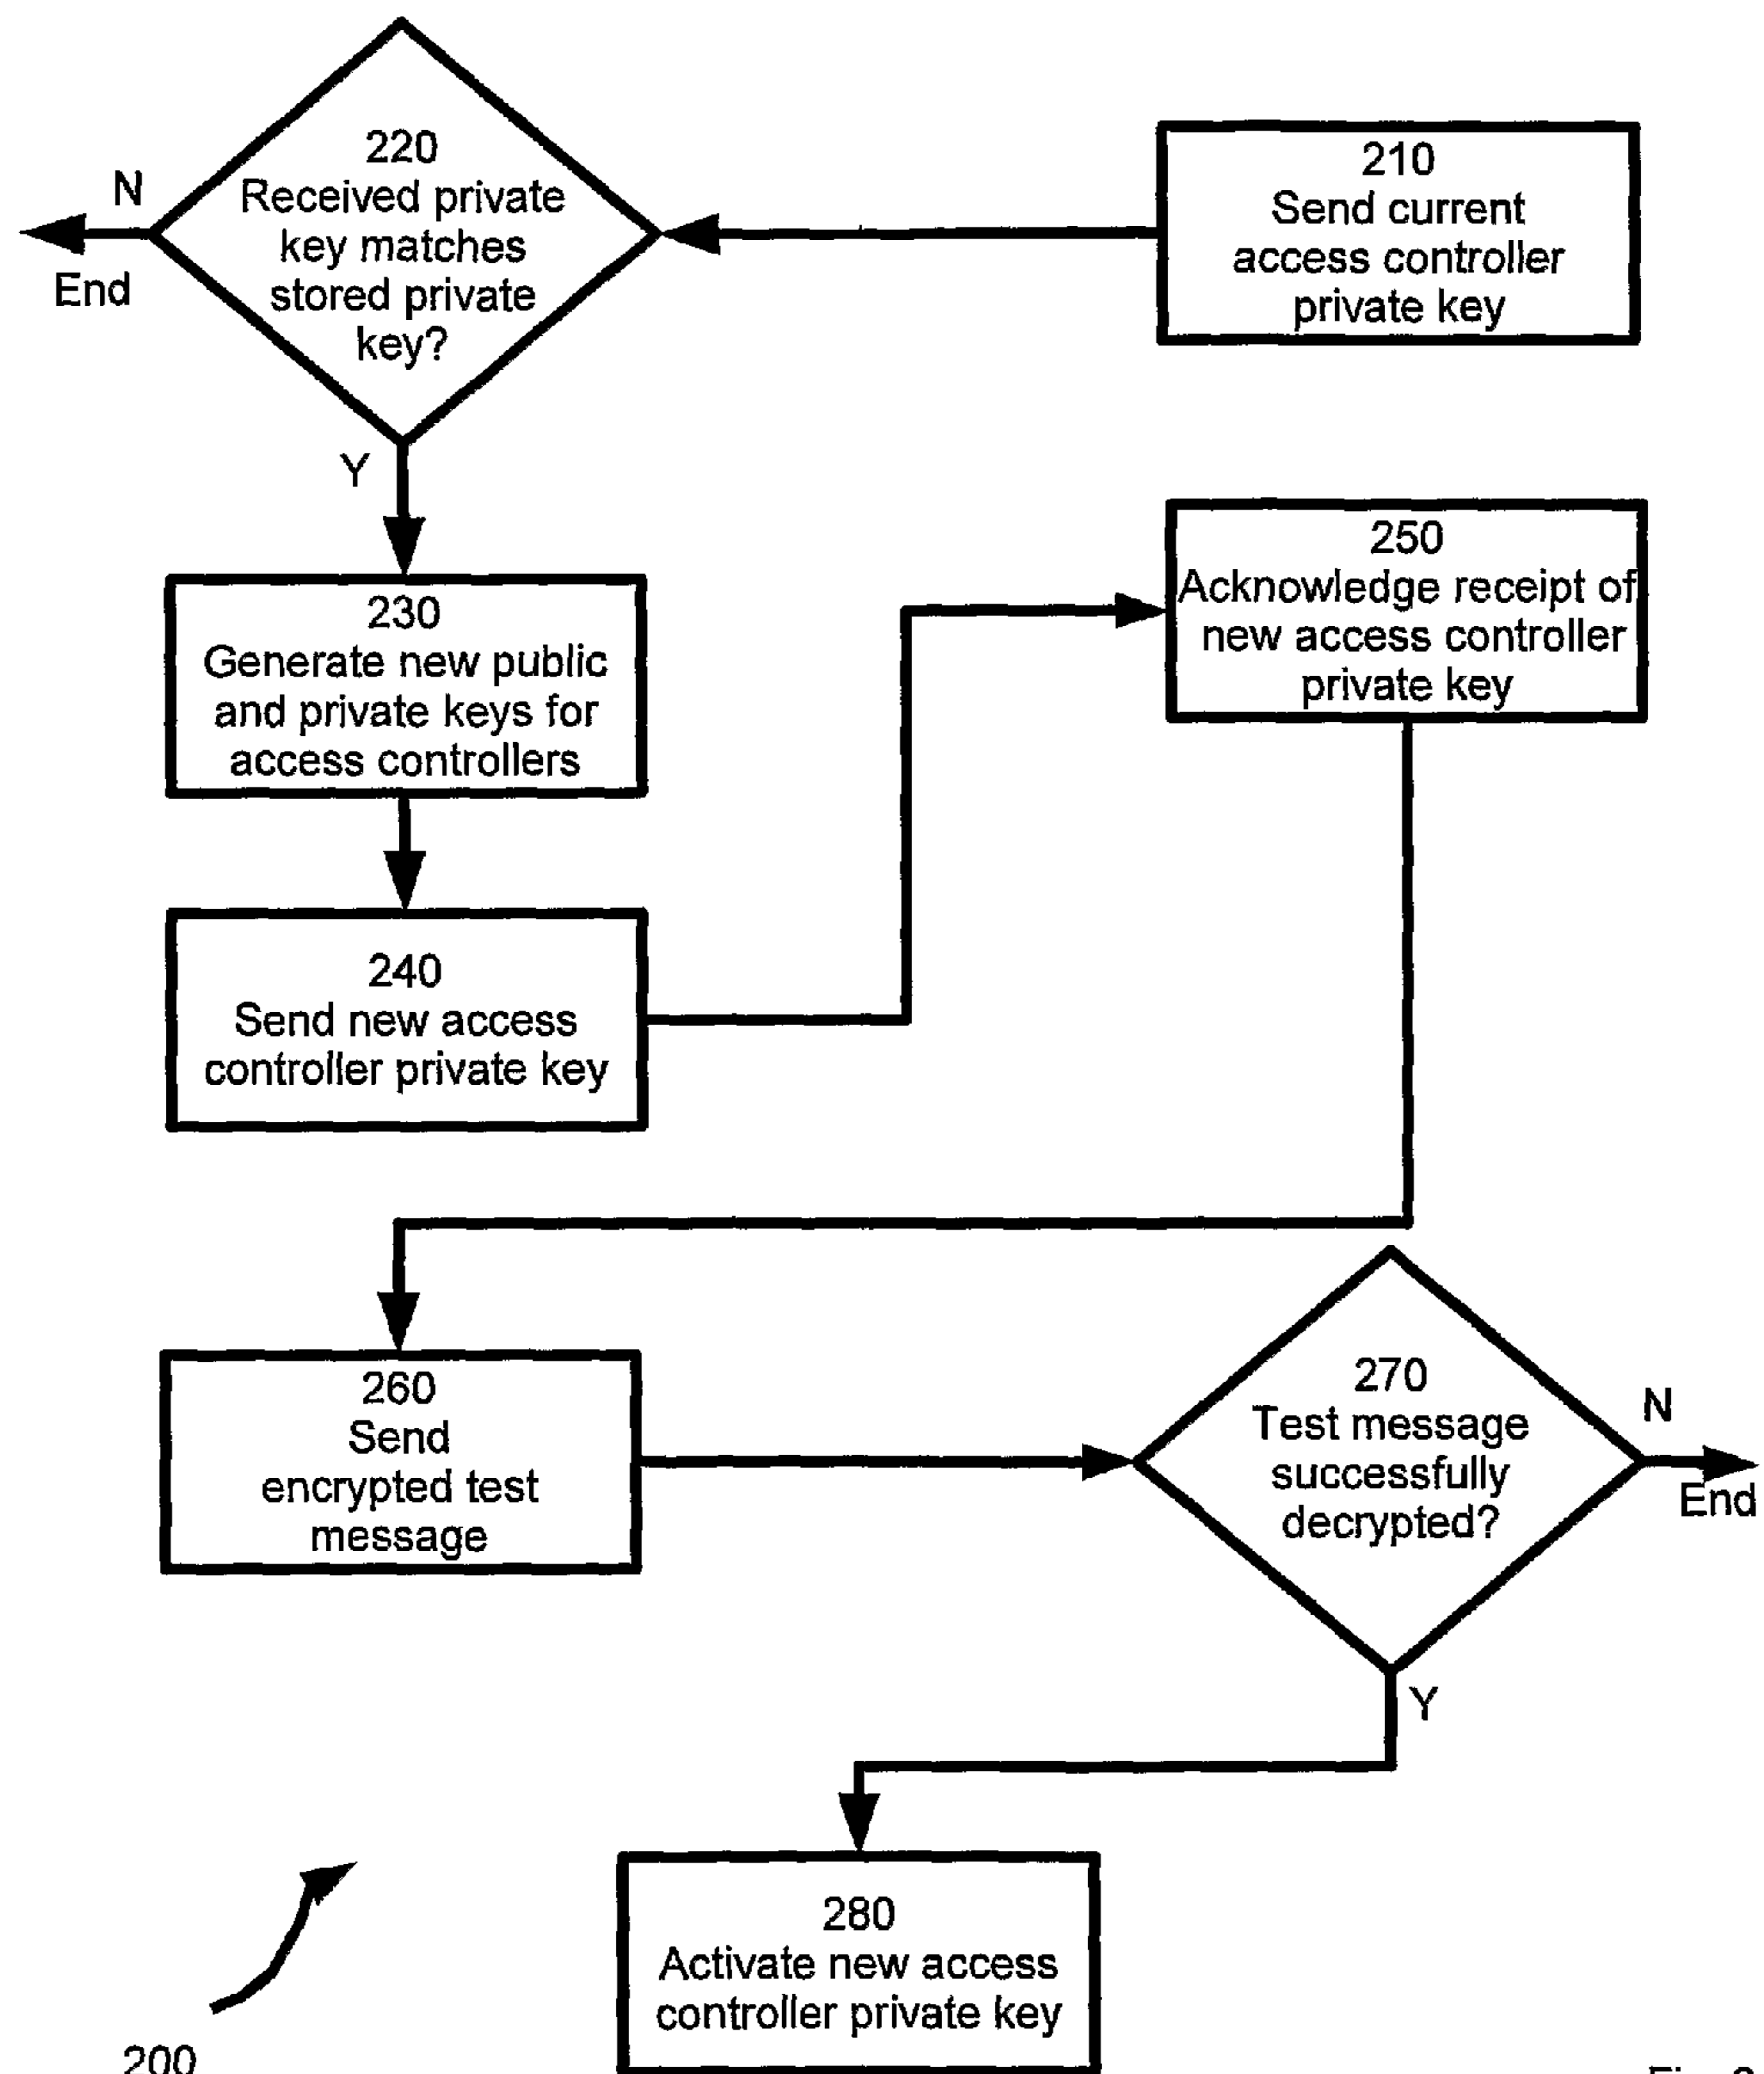 220
Received private
key matches
stored private
key?
N
End
Y
210
Send current
access controller
private key
230
Generate new public
and private keys for
access controllers
250
Acknowledge receipt of
new access controller
private key
240
Send new access
controller private key
260
Send
encrypted test
message
270
Test message
successfully
decrypted?
N
End
Y
280
Activate new access
controller private key
200